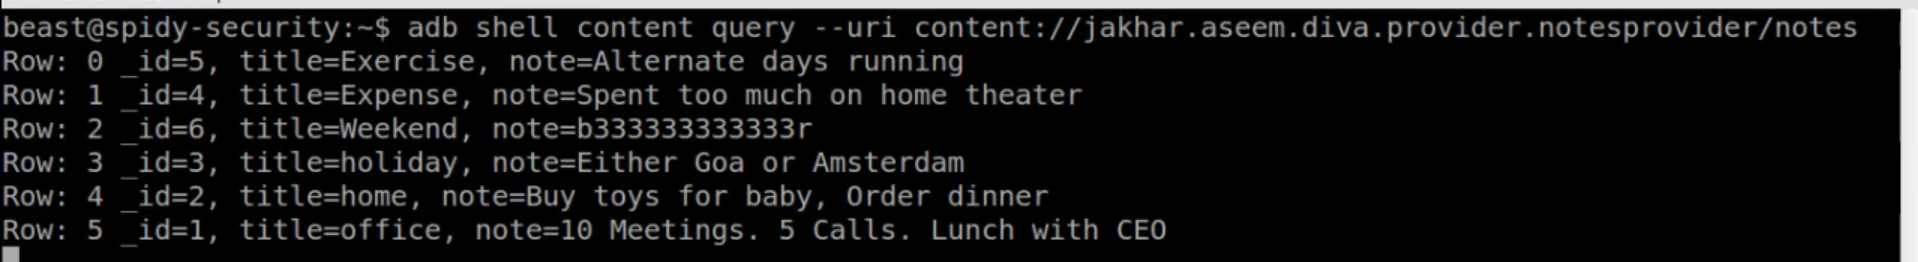 beast@spidy-security:~$ adb shell content query --uri content://jakhar.aseem.diva.provider.notesprovider/notes
Row: 0 _id=5, title=Exercise, note=Alternate days running
Row: 1 _id=4, title=Expense, note=Spent too much on home theater
Row: 2 _id=6, title=Weekend, note=b333333333333r
Row: 3 _id=3, title=holiday, note=Either Goa or Amsterdam
Row: 4 _id=2, title=home, note=Buy toys for baby, Order dinner
Row: 5 _id=1, title=office, note=10 Meetings. 5 Calls. Lunch with CEO